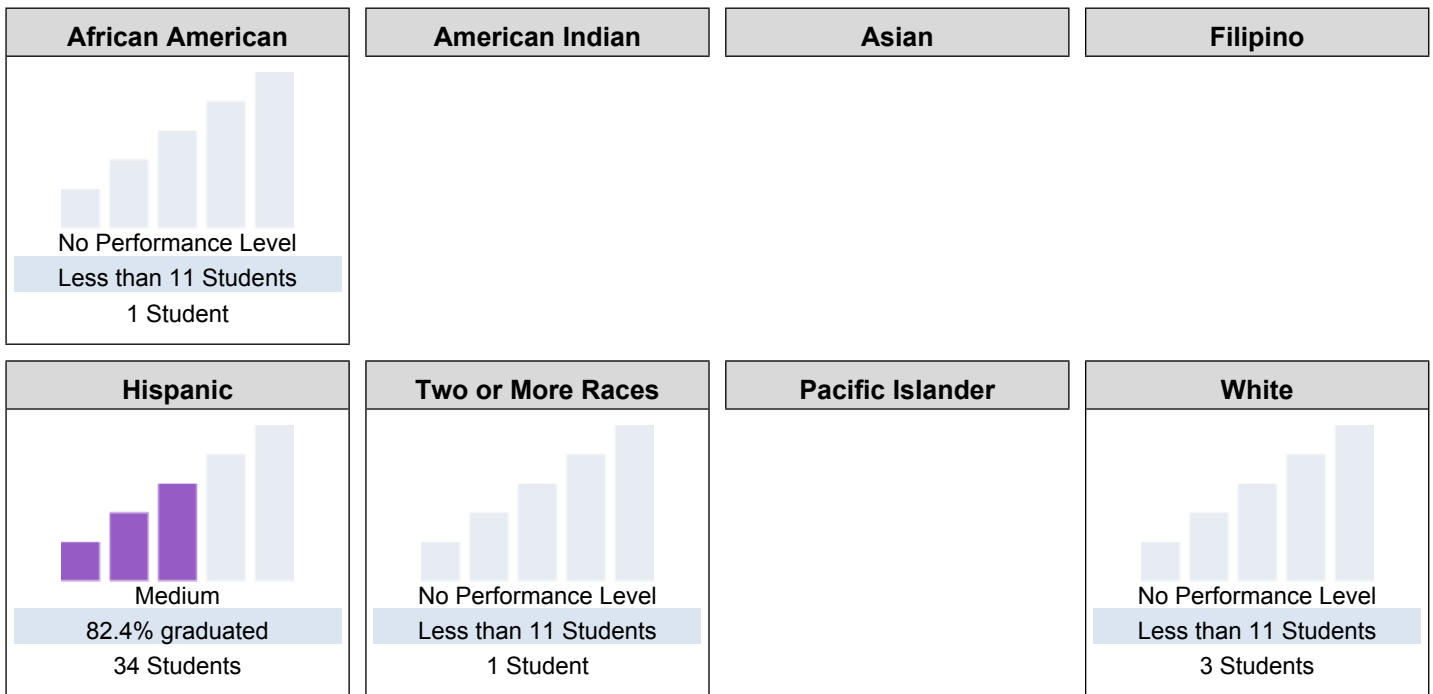 African American
American Indian
Asian
Filipino
No Performance Level
Less than 11 Students
1 Student
Hispanic
Two or More Races
Pacific Islander
White
Medium
82.4% graduated
34 Students
No Performance Level
Less than 11 Students
1 Student
No Performance Level
Less than 11 Students
3 Students